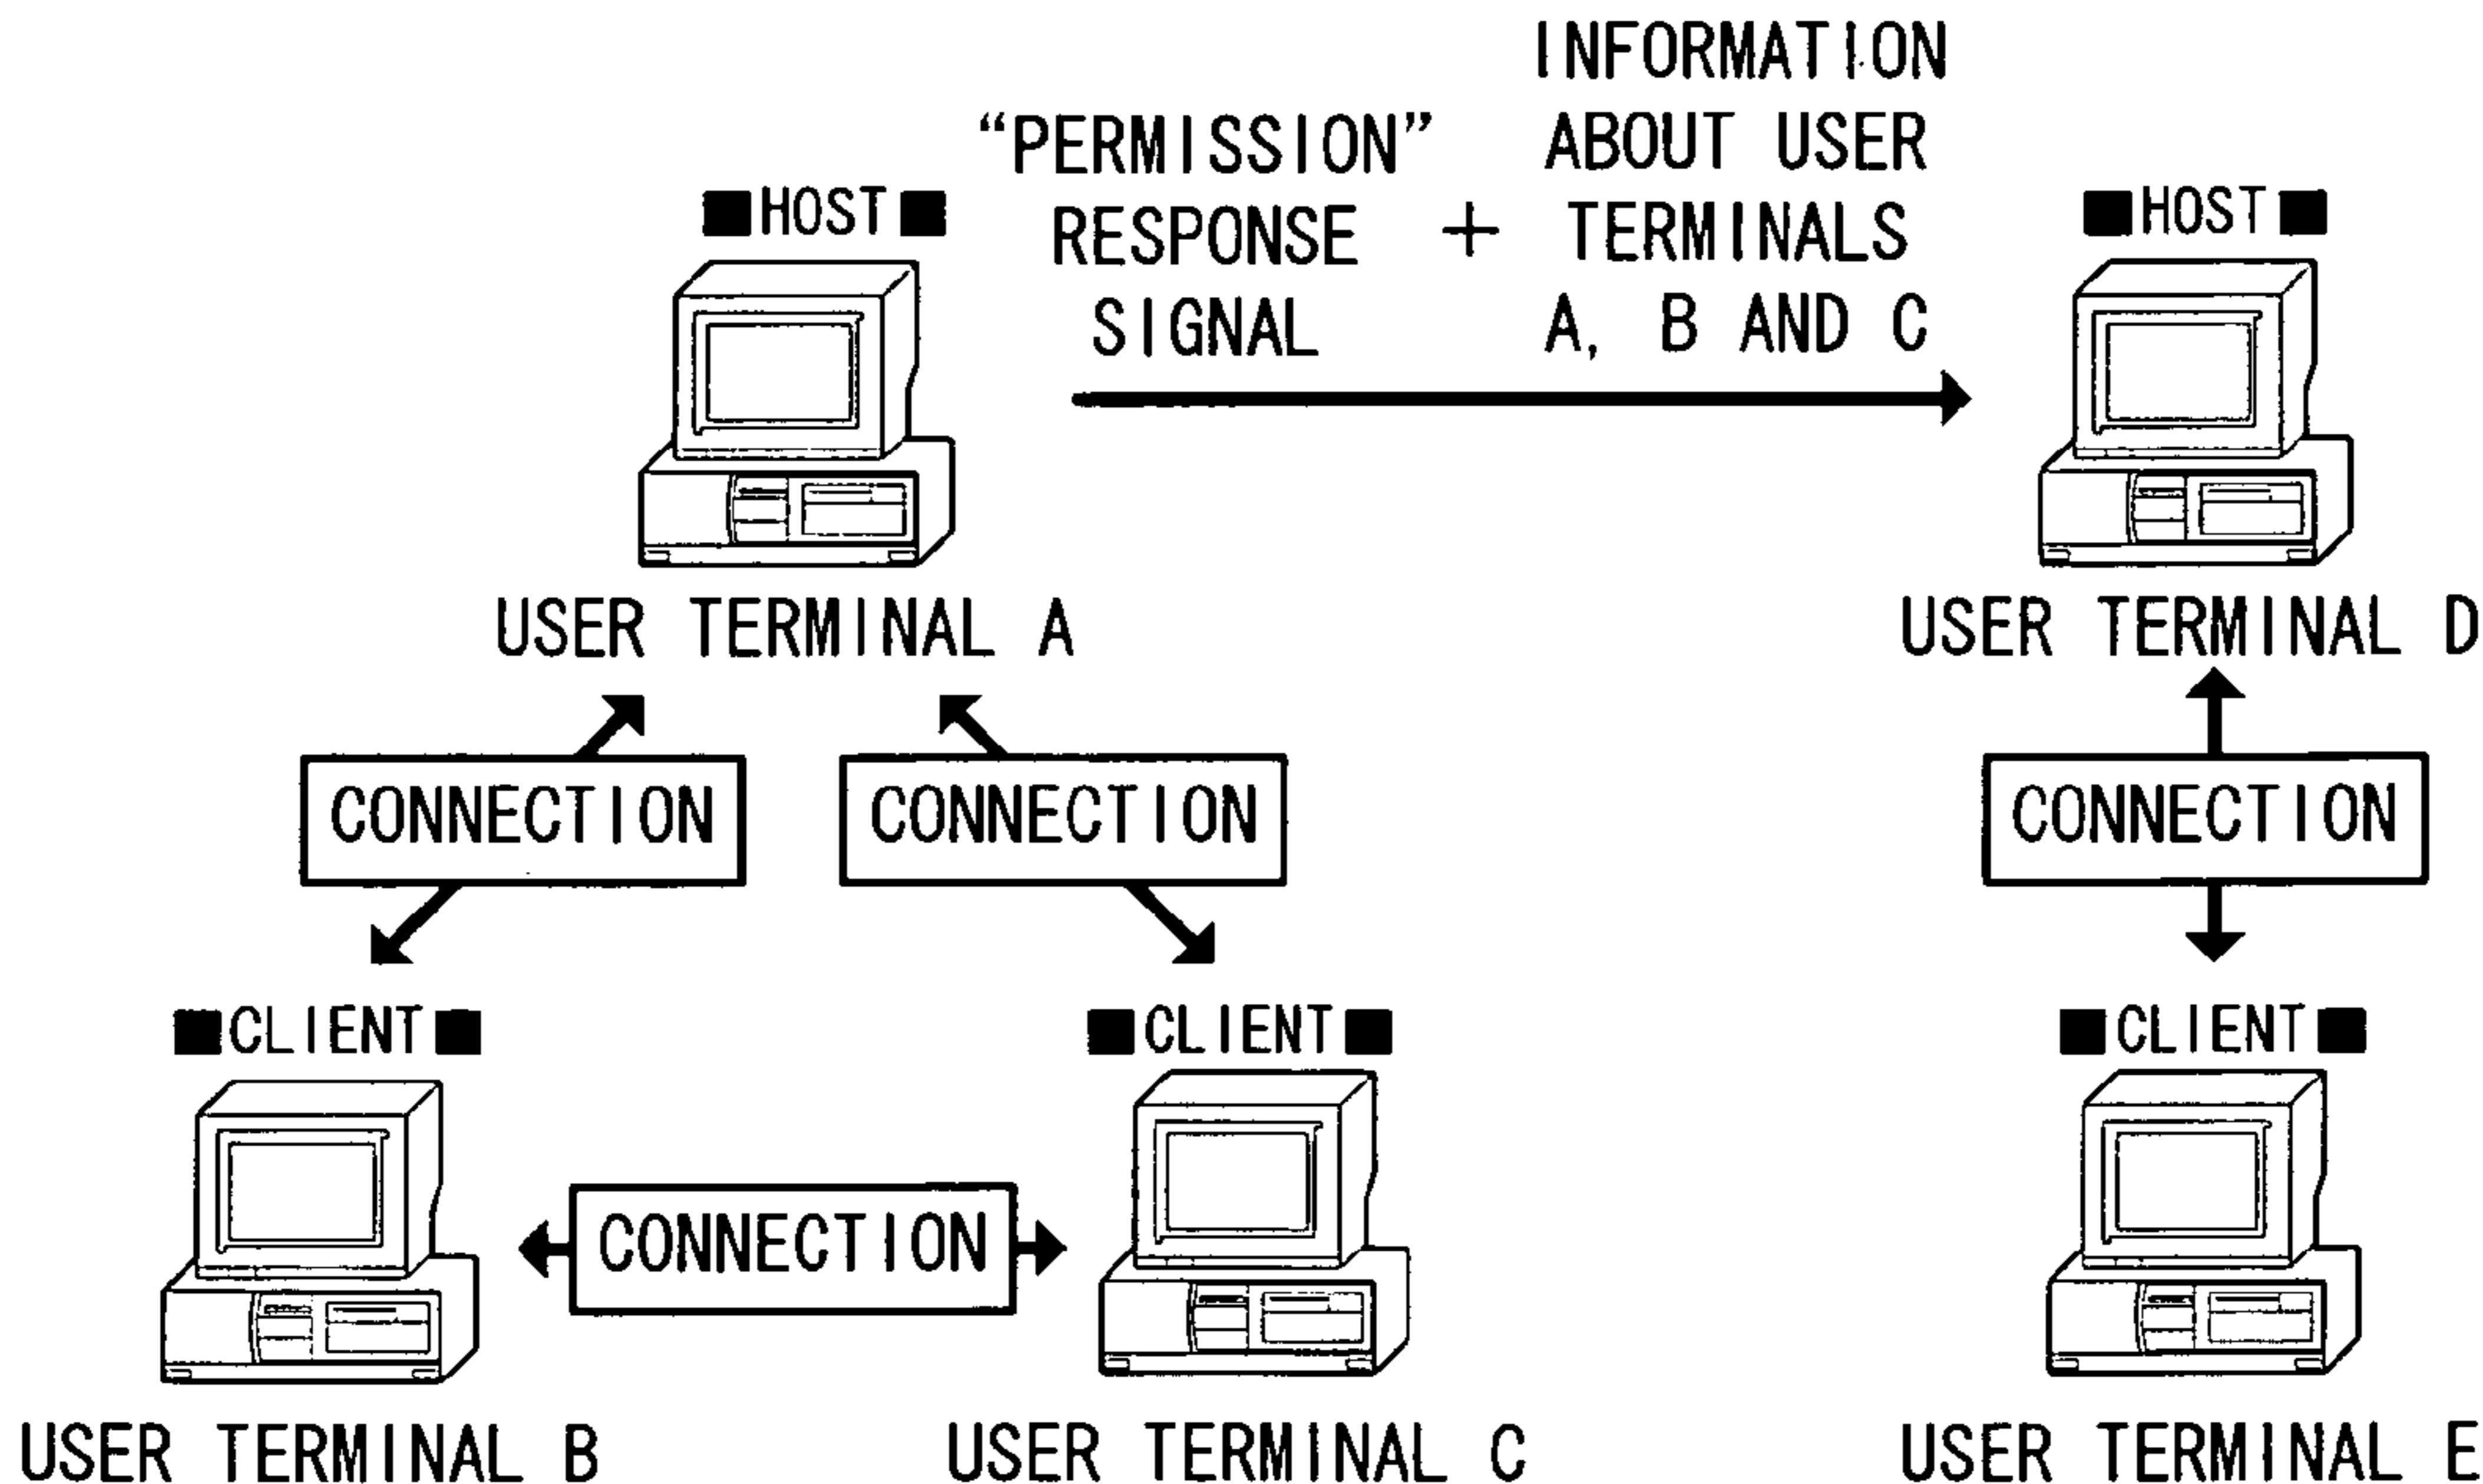 INFORMATION
"PERMISSION" ABOUT USER
■HOST■
RESPONSE + TERMINALS
■HOST■
SIGNAL A, B AND C
USER TERMINAL A
USER TERMINAL D
CONNECTION
CONNECTION
CONNECTION
■CLIENT■
■CLIENT■
■CLIENT■
CONNECTION
USER TERMINAL B
USER TERMINAL C
USER TERMINAL E